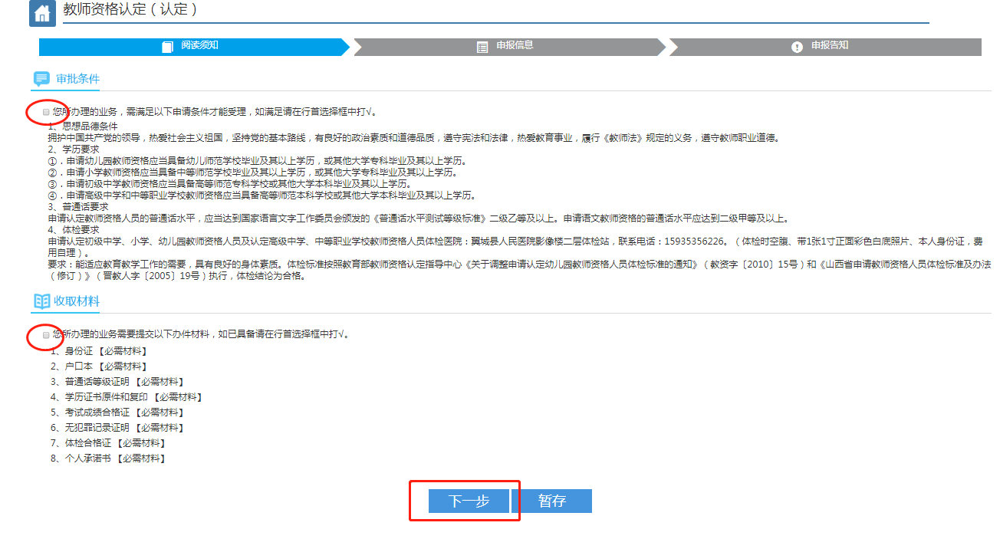 教师资格认定（认定）
阅读须知
申报信息
申报告知
审批条件
您所办理的业务，需满足以下申请条件才能受理，如满足请在行首选择框中打√。
1、思想品德条件
拥护中国共产党的领导，热爱社会主义祖国，坚持党的基本路线，有良好的政治素质和道德品质，遵守宪法和法律，热爱教育事业，履行《教师法》规定的义务，遵守教师职业道德。
2、学历要求
①．申请幼儿园教师资格应当具备幼儿师范学校毕业及其以上学历，或其他大学专科毕业及其以上学历。
②．申请小学教师资格应当具备中等师范学校毕业及其以上学历，或其他大学专科毕业及其以上学历。
③．申请初级中学教师资格应当具备高等师范专科学校或其他大学本科毕业及其以上学历。
④．申请高级中学和中等职业学校教师资格应当具备高等师范本科学校或其他大学本科毕业及其以上学历。
3、普通话要求
申请认定教师资格人员的普通话水平，应当达到国家语言文字工作委员会颁发的《普通话水平测试等级标准》二级乙等及以上。申请语文教师资格的普通话水平应达到二级甲等及以上。
4、体检要求
申请认定初级中学、小学、幼儿园教师资格人员及认定高级中学、中等职业学校教师资格人员体检医院：翼城县人民医院影像楼二层体检站，联系电话：15935356226。（体检时空腹、带1张1寸正面彩色白底照片、本人身份证，费
用自理）。
要求：能适应教育教学工作的需要，具有良好的身体素质。体检标准按照教育部教师资格认定指导中心《关于调整申请认定幼儿园教师资格人员体检标准的通知》（教资字〔2010〕15号）和《山西省申请教师资格人员体检标准及办法
（修订）》（晋教人字〔2005〕19号）执行，体检结论为合格。
收取材料
您所办理的业务需要提交以下办件材料，如已具备请在行首选择框中打√。
1、身份证 【必需材料】
2、户口本 【必需材料】
3、普通话等级证明 【必需材料】
4、学历证书原件和复印 【必需材料】
5、考试成绩合格证 【必需材料】
6、无犯罪记录证明 【必需材料】
7、体检合格证 【必需材料】
8、个人承诺书 【必需材料】
下一步
暂存